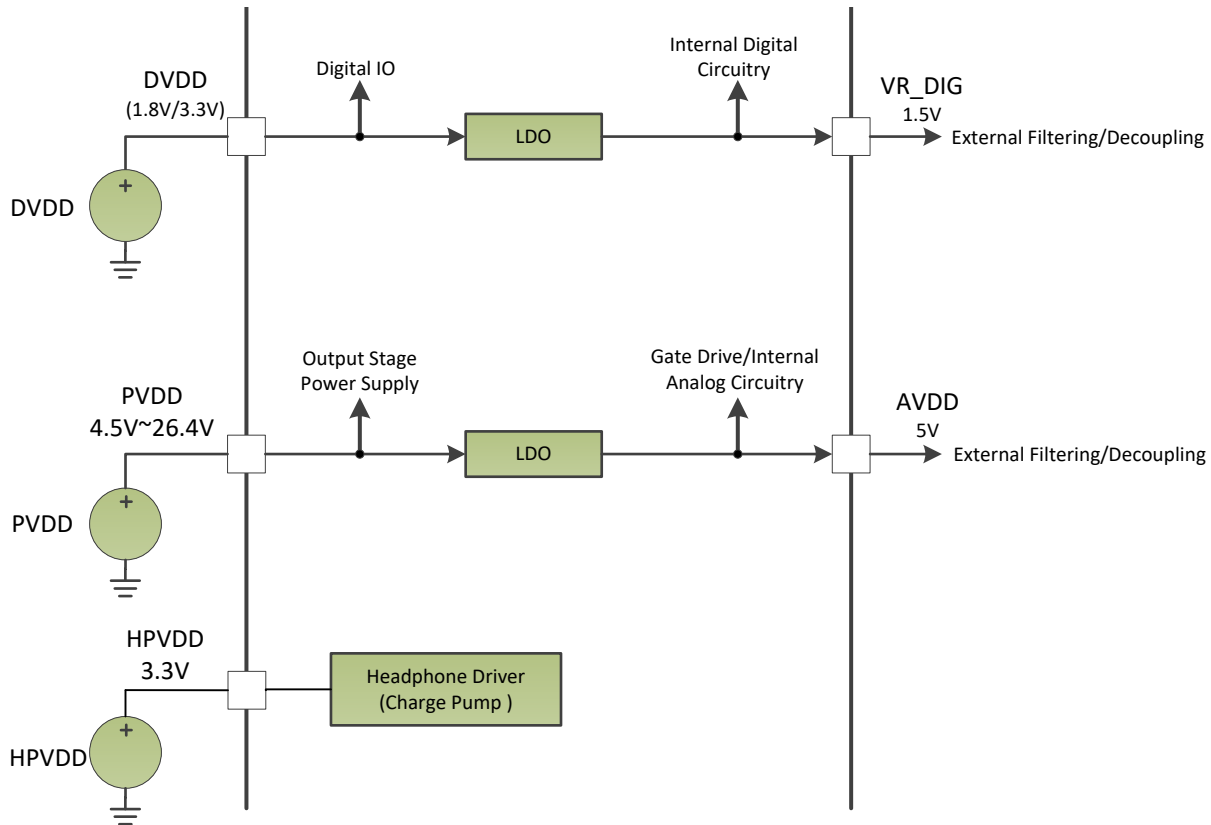 DVDD
(1.8V/3.3V)
Digital IO
Internal Digital
Circuitry
VR_DIG
1.5V
LDO
External Filtering/Decoupling
+
DVDD
PVDD
4.5V~26.4V
Output Stage
Power Supply
Gate Drive/Internal
Analog Circuitry
AVDD
5V
LDO
External Filtering/Decoupling
+
PVDD
HPVDD
3.3V
Headphone Driver
(Charge Pump )
+
HPVDD